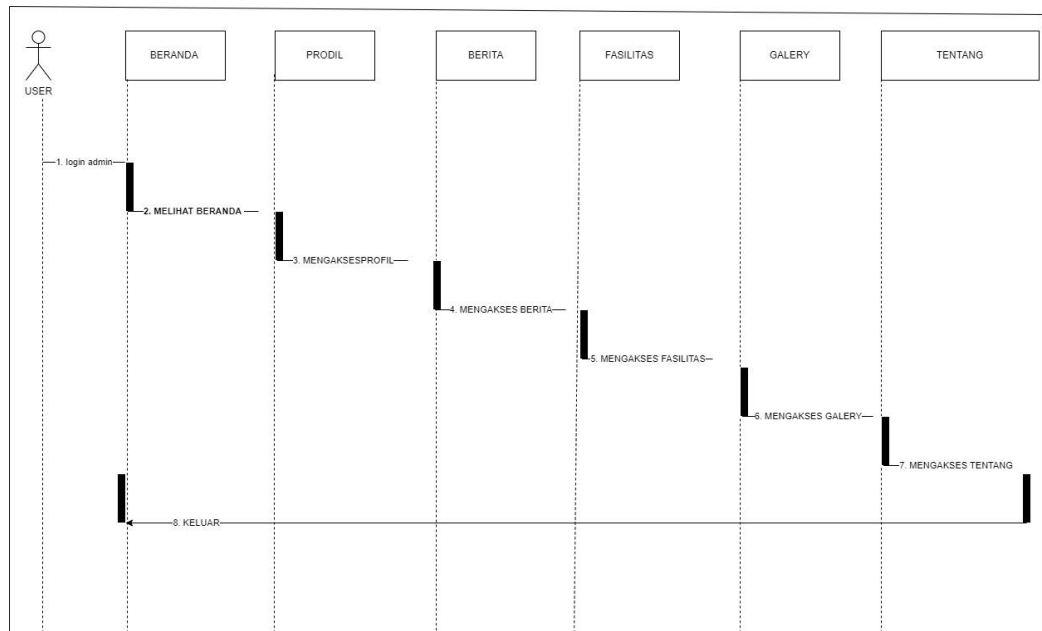 USER
BERANDA
PRODIL
BERITA
FASILITAS
GALERY
TENTANG
1. login admin
2. MELIHAT BERANDA
3. MENGAKSESPROFIL
4. MENGAKSES BERITA
5. MENGAKSES FASILITAS
6. MENGAKSES GALERY
7. MENGAKSES TENTANG
8. KELUAR